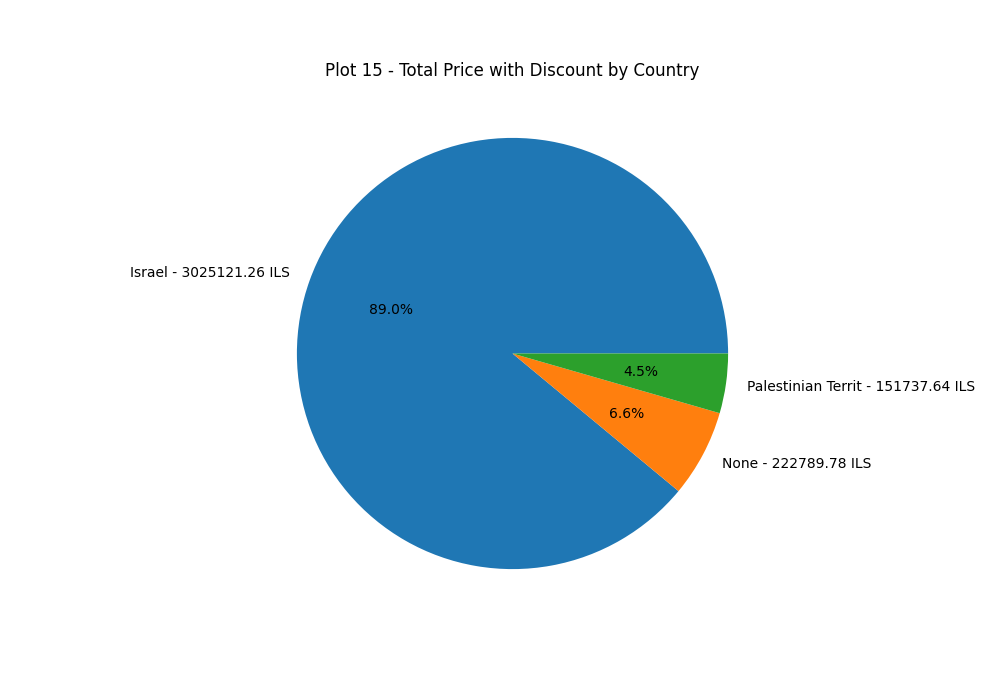 Plot 15 - Total Price with Discount by Country
Israel - 3025121.26 ILS
89.0%
4.5%
Palestinian Territ - 151737.64 ILS
6.6%
None - 222789.78 ILS